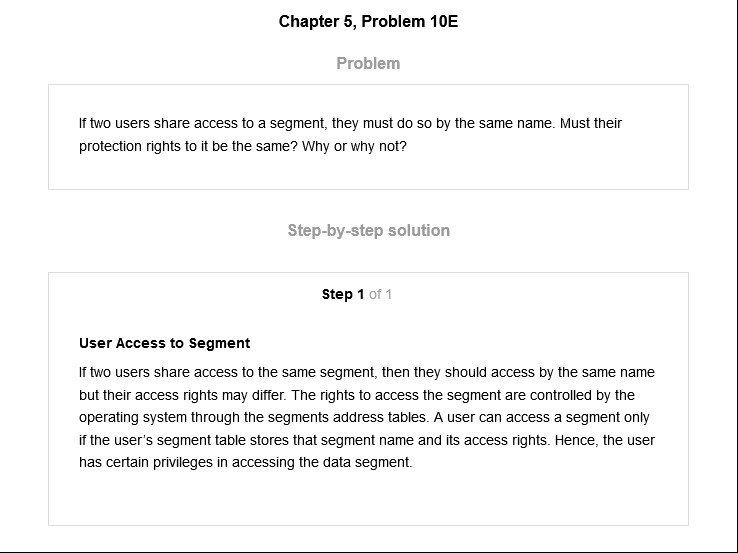 Chapter 5, Problem 10E
Problem
If two users share access to a segment, they must do so by the same name. Must their
protection rights to it be the same? Why or why not?
Step-by-step solution
Step 1 of 1
User Access to Segment
If two users share access to the same segment, then they should access by the same name
but their access rights may differ. The rights to access the segment are controlled by the
operating system through the segments address tables. A user can access a segment only
if the user's segment table stores that segment name and its access rights. Hence, the user
has certain privileges in accessing the data segment.